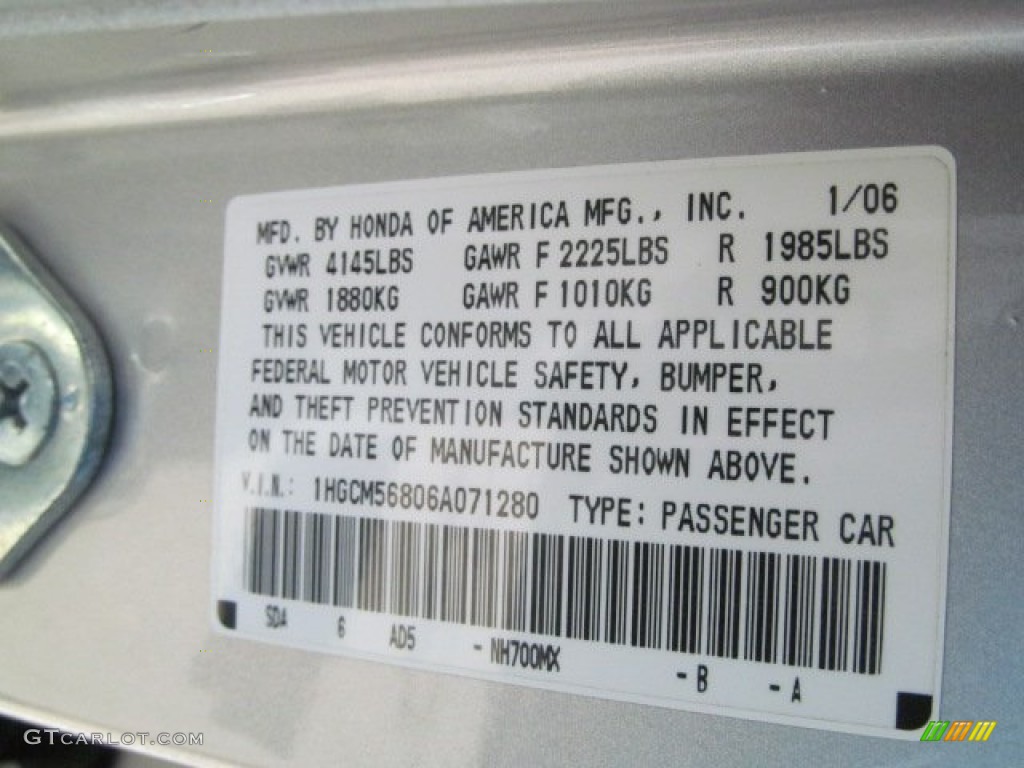 MFD. BY HONDA OF AMERICA MFG., INC. 1/06
GVWR 4145LBS GAWR F 2225LBS R 1985LBS
GVWR 1880KG GAWR F 1010KG R 900KG
THIS VEHICLE CONFORMS TO ALL APPLICABLE
FEDERAL MOTOR VEHICLE SAFETY, BUMPER,
AND THEFT PREVENTION STANDARDS IN EFFECT
ON THE DATE OF MANUFACTURE SHOWN ABOVE.
V.I.N.: 1HGCM56806A071280 TYPE: PASSENGER CAR
SDA 6 AD5 - NH700MX - B - A
GTCARLOT.COM